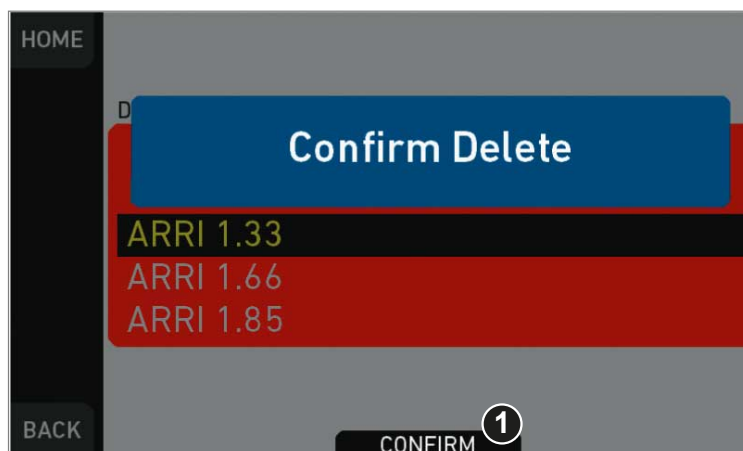 HOME
D
Confirm Delete
ARRI 1.33
ARRI 1.66
ARRI 1.85
BACK
CONFIRM
1